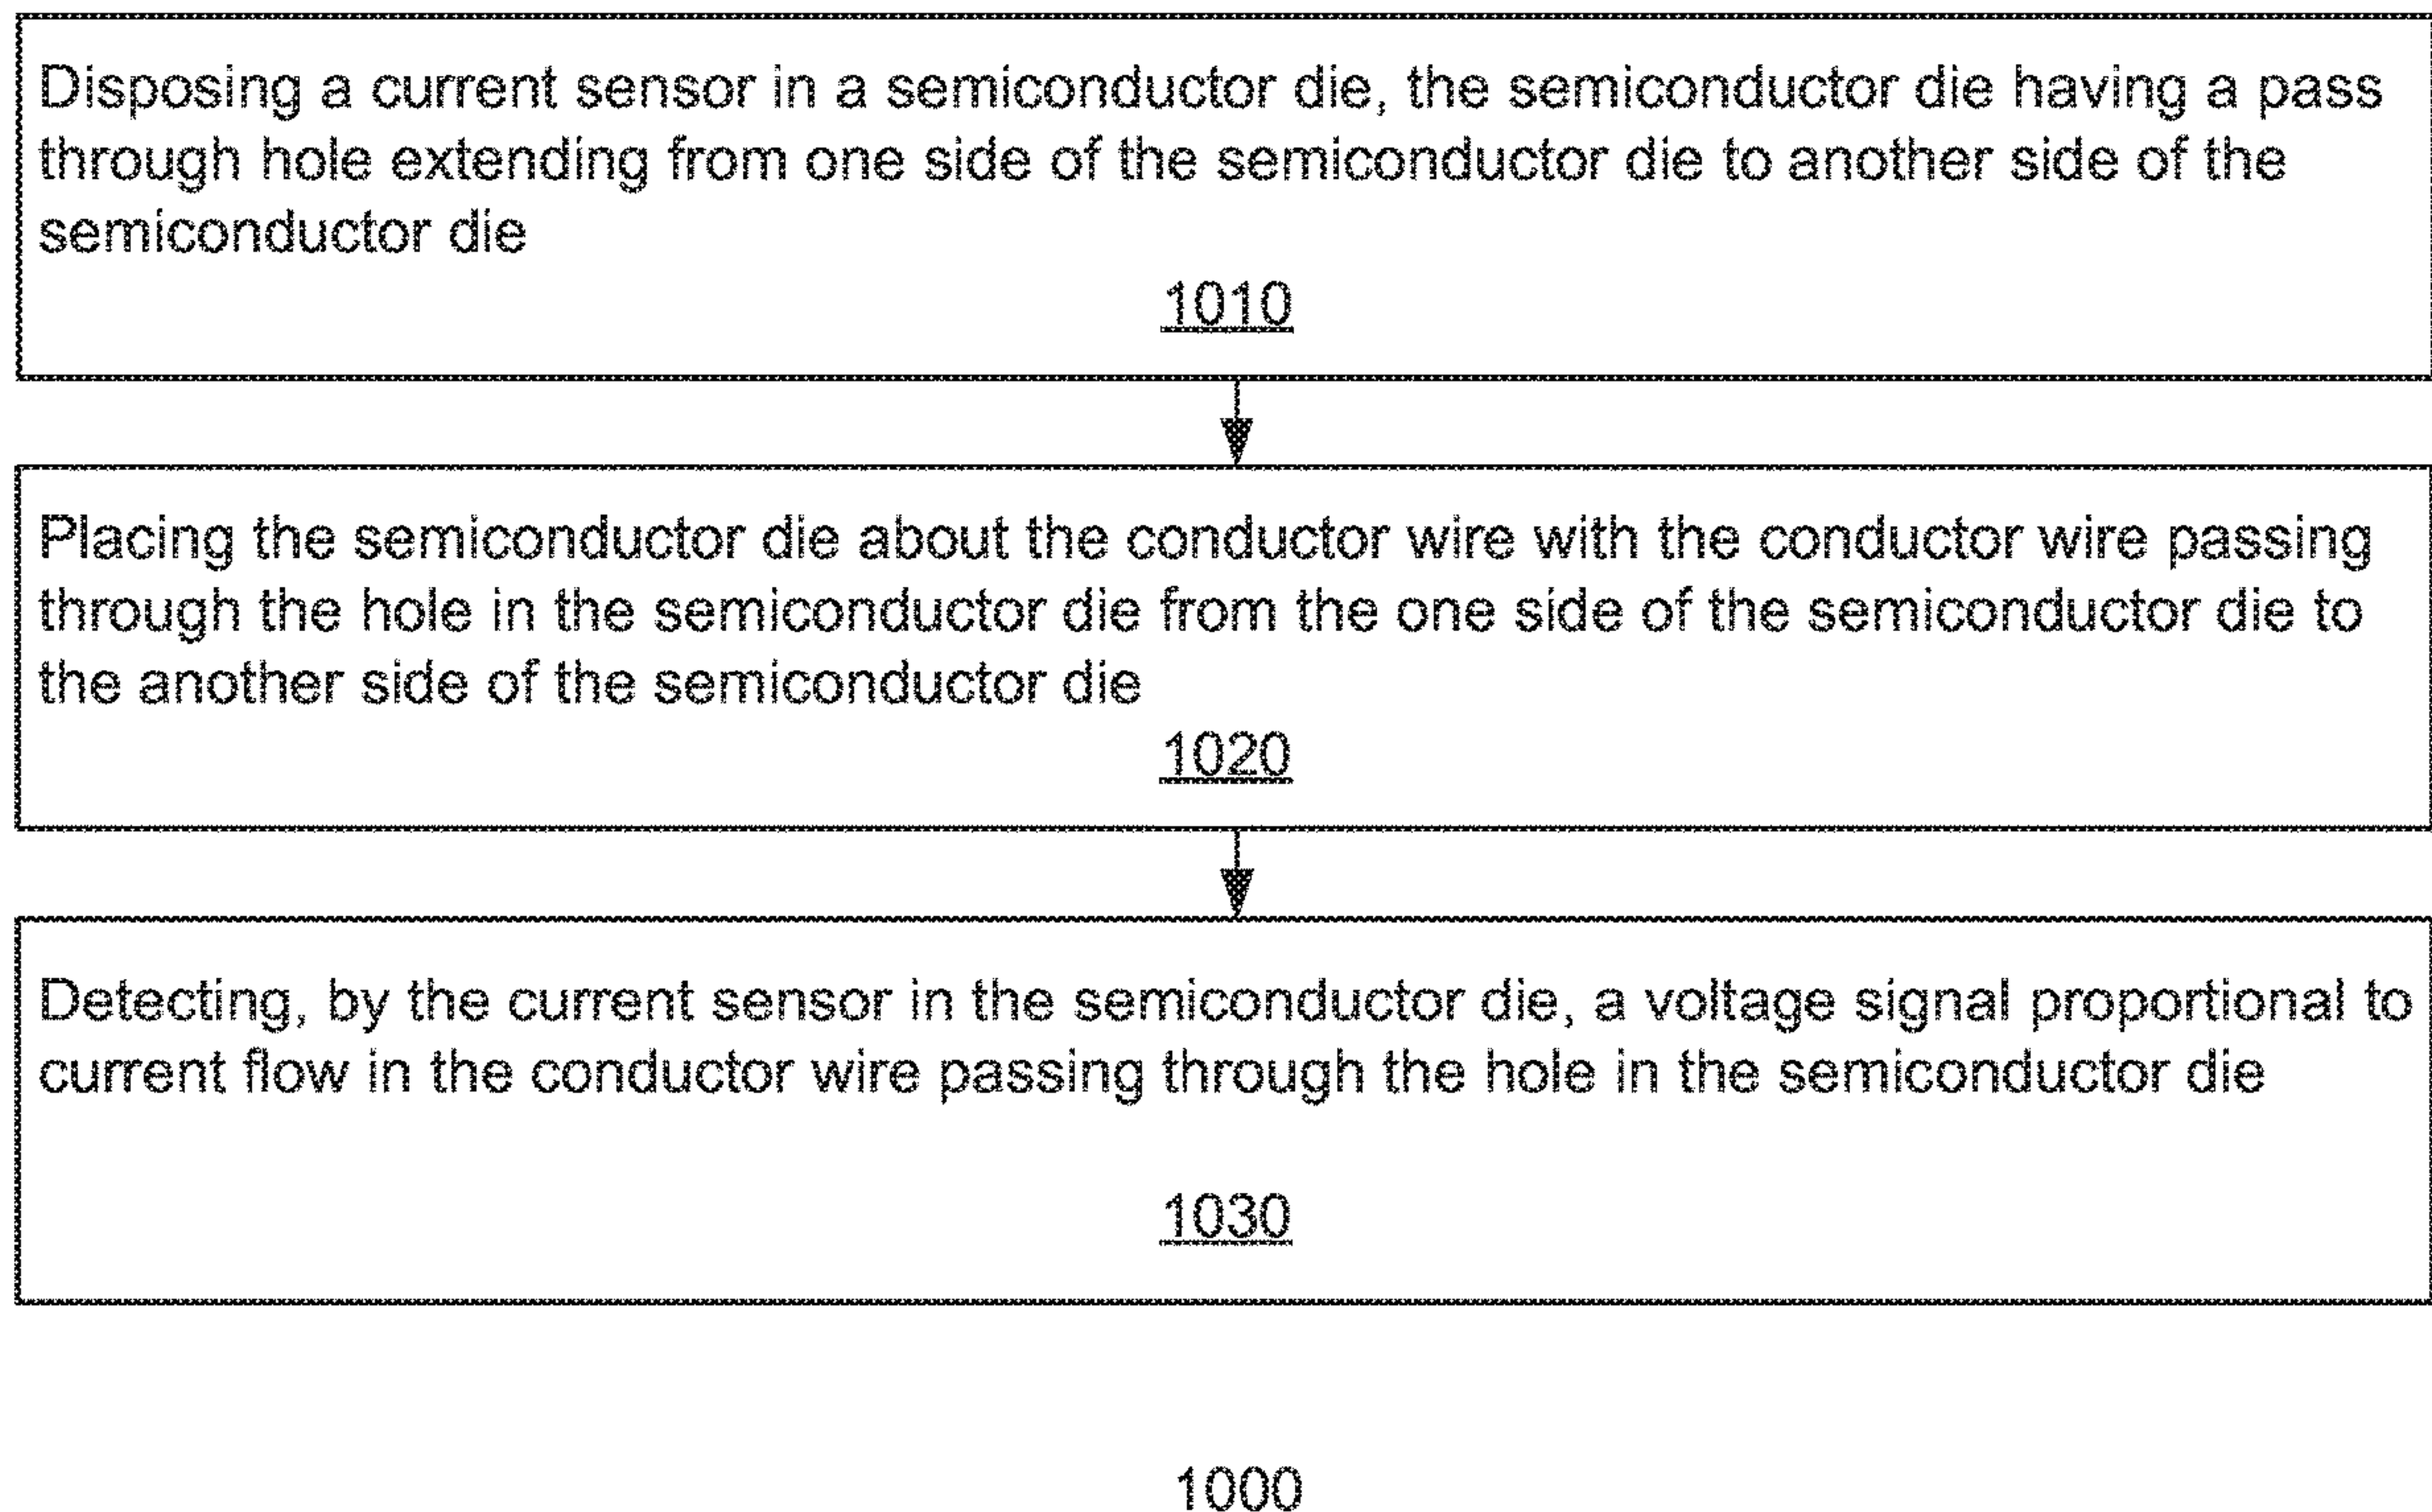 Disposing a current sensor in a semiconductor die, the semiconductor die having a pass
through hole extending from one side of the semiconductor die to another side of the
semiconductor die
1010
Placing the semiconductor die about the conductor wire with the conductor wire passing
through the hole in the semiconductor die from the one side of the semiconductor die to
the another side of the semiconductor die
1020
Detecting, by the current sensor in the semiconductor die, a voltage signal proportional to
current flow in the conductor wire passing through the hole in the semiconductor die
1030
1000